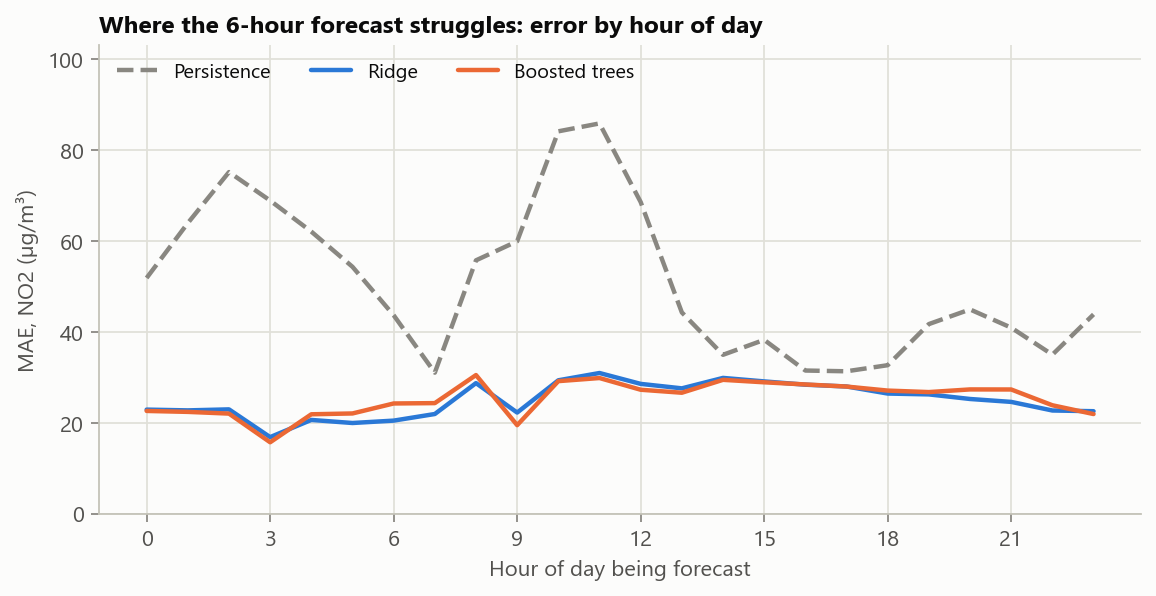 Where the 6-hour forecast struggles: error by hour of day
Persistence Ridge Boosted trees
MAE, NO2 (µg/m³)
100
80
60
40
20
0
0 3 6 9 12 15 18 21
Hour of day being forecast